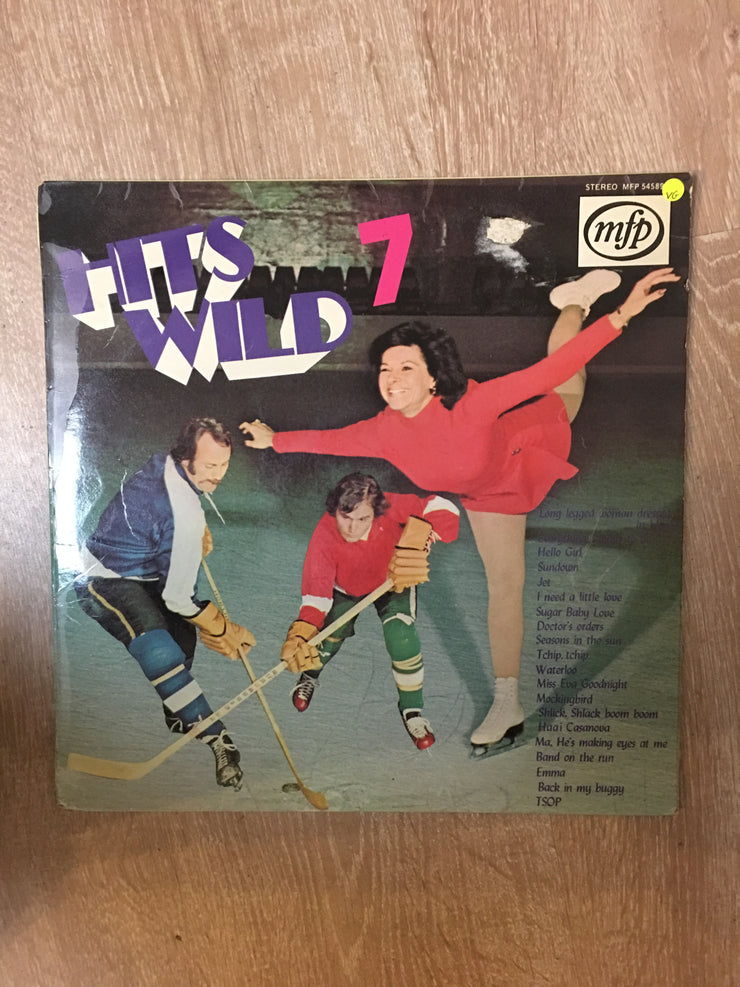 STEREO MFP 54589
VG
mfp
HITS
WILD
7
Long legged woman
Hello Girl
Sundown
Jet
I need a little love
Sugar Baby Love
Doctor's orders
Seasons in the sun
Tchip, tchip
Waterloo
Miss Eva Goodnight
Mockingbird
Shlick, Shlack boom boom
Huai Casanova
Ma, He's making eyes at me
Band on the run
Emma
Back in my buggy
TSOP